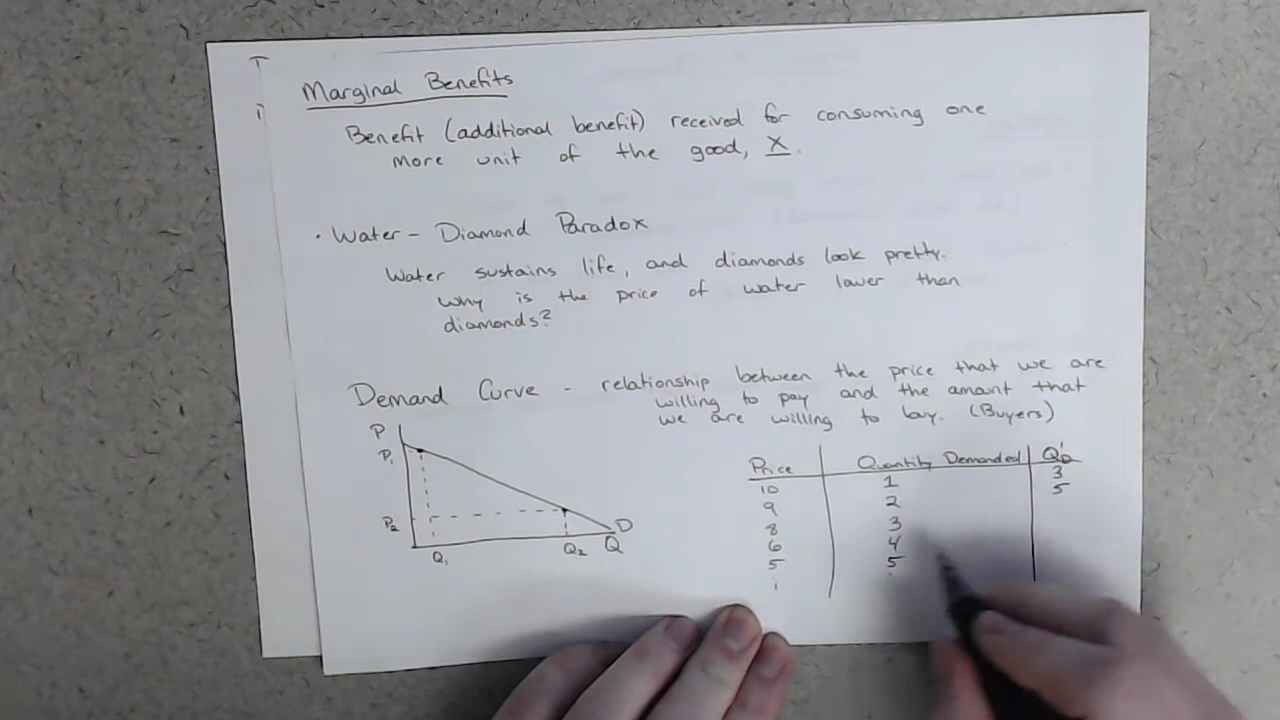 Marginal Benefits
Benefit (additional benefit) received for consuming one
more unit of the good, X.
• Water - Diamond Paradox
Water sustains life, and diamonds look pretty.
Why is the price of water lower than
diamonds?
Demand Curve - relationship between the price that we are
willing to pay and the amount that
we are willing to buy. (Buyers)
P
P1
P2
Q1
Q2
Q
D
Price Quantity Demanded Q'D
10 1 3
9 2 5
8 3
6 4
5 5